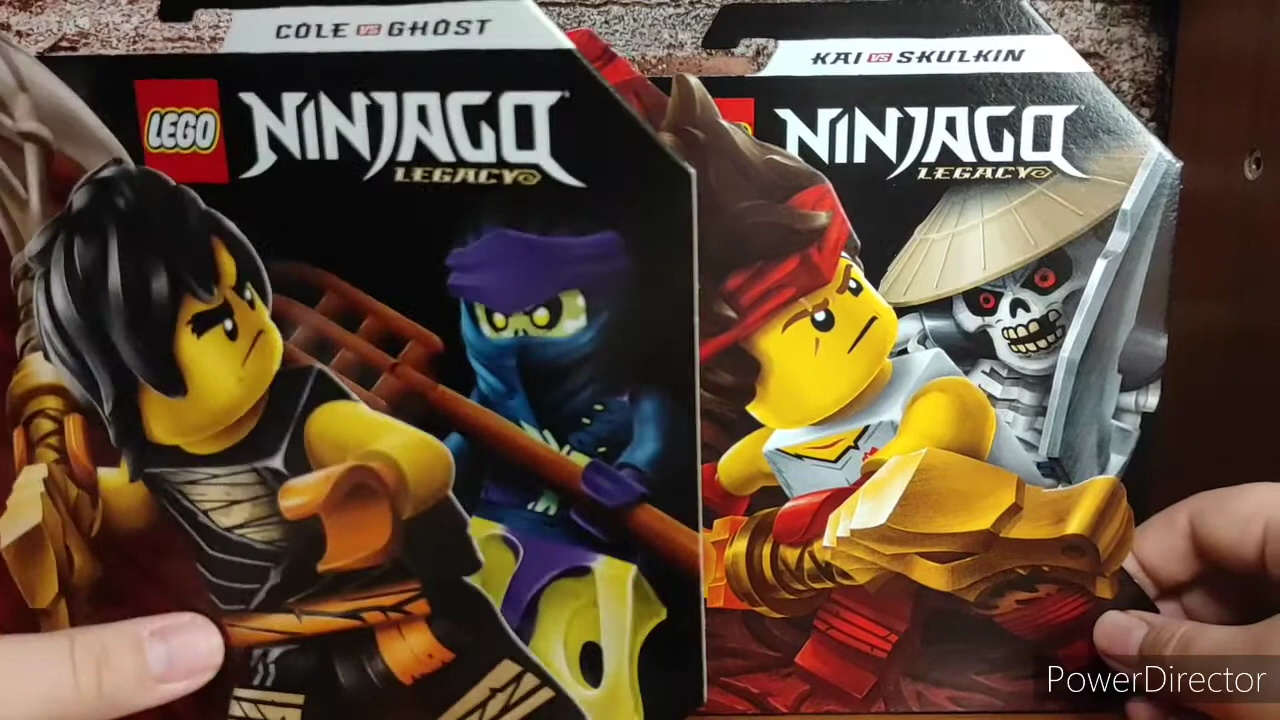 COLE VS GHOST
LEGO
NINJAGO
LEGACY
KAI VS SKULKIN
NINJAGO
LEGACY
PowerDirector